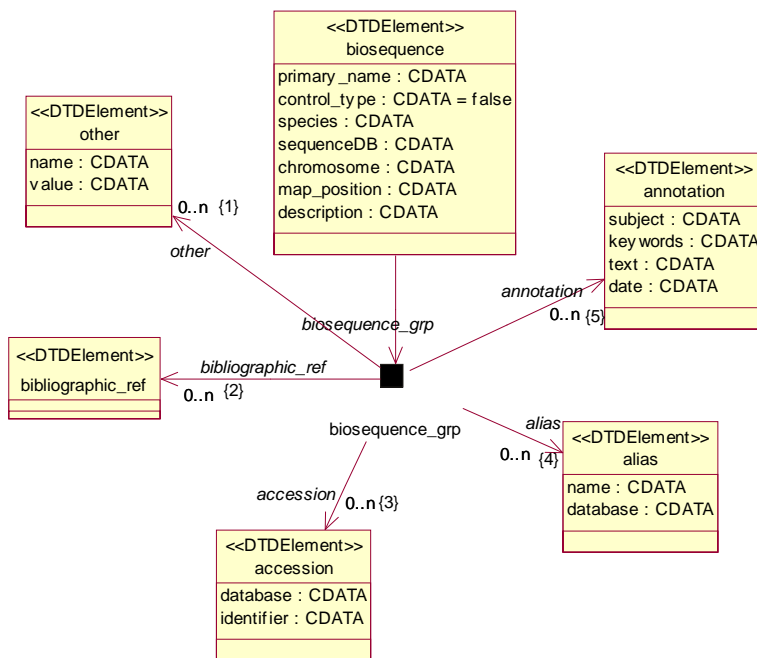 <<DTDElement>>
biosequence
primary_name : CDATA
control_type : CDATA = false
species : CDATA
sequenceDB : CDATA
chromosome : CDATA
map_position : CDATA
description : CDATA
<<DTDElement>>
other
name : CDATA
value : CDATA
0..n {1}
other
<<DTDElement>>
annotation
subject : CDATA
keywords : CDATA
text : CDATA
date : CDATA
annotation
0..n {5}
biosequence_grp
<<DTDElement>>
bibliographic_ref
bibliographic_ref
0..n {2}
biosequence_grp
alias
0..n {4}
<<DTDElement>>
alias
name : CDATA
database : CDATA
accession
0..n {3}
<<DTDElement>>
accession
database : CDATA
identifier : CDATA